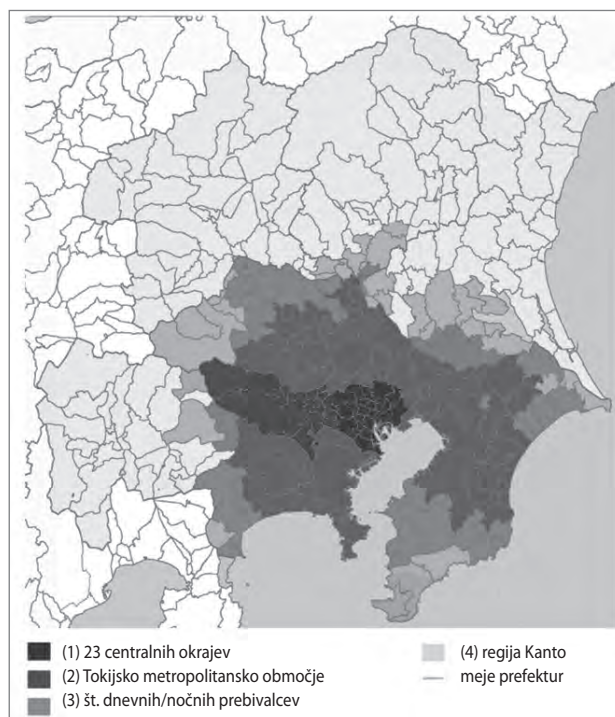 (1) 23 centralnih okrajev
(2) Tokijsko metropolitansko območje
(3) št. dnevnih/nočnih prebivalcev
(4) regija Kanto
meje prefektur